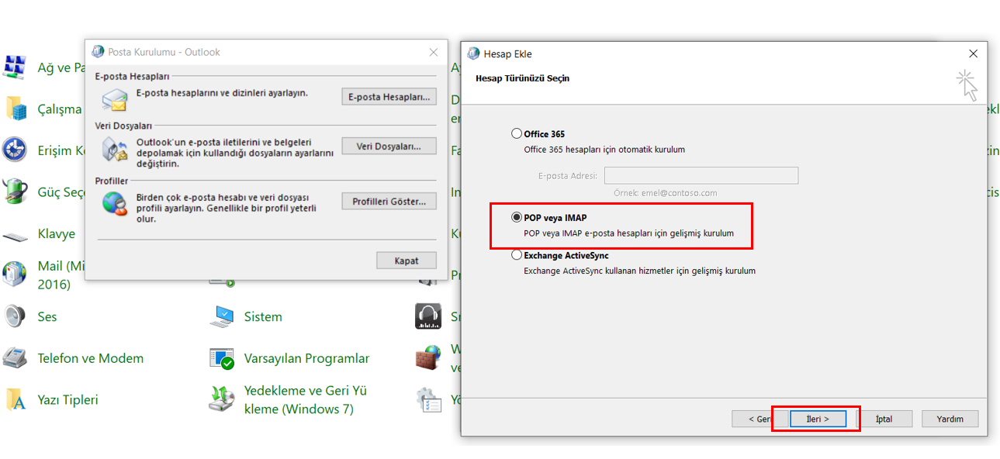 Posta Kurulumu - Outlook
E-posta Hesapları
E-posta hesaplarını ve dizinleri ayarlayın.
E-posta Hesapları...
Veri Dosyaları
Outlook'un e-posta iletilerini ve belgeleri
depolamak için kullandığı dosyaların ayarlarını
değiştirin.
Veri Dosyaları...
Profiller
Birden çok e-posta hesabı ve veri dosyası
profili ayarlayın. Genellikle bir profil yeterli
olur.
Profilleri Göster...
Kapat
Hesap Ekle
Hesap Türünüzü Seçin
Office 365
Office 365 hesapları için otomatik kurulum
E-posta Adresi:
Örnek: emel@contoso.com
POP veya IMAP
POP veya IMAP e-posta hesapları için gelişmiş kurulum
Exchange ActiveSync
Exchange ActiveSync kullanan hizmetler için gelişmiş kurulum
< Geri
İleri >
İptal
Yardım
Ağ ve Pa
Çalışma
Erişim
Güç Seçe
Klavye
Mail (Mi
2016)
Ses
Sistem
Telefon ve Modem
Varsayılan Programlar
Yazı Tipleri
Yedekleme ve Geri Yü
kleme (Windows 7)